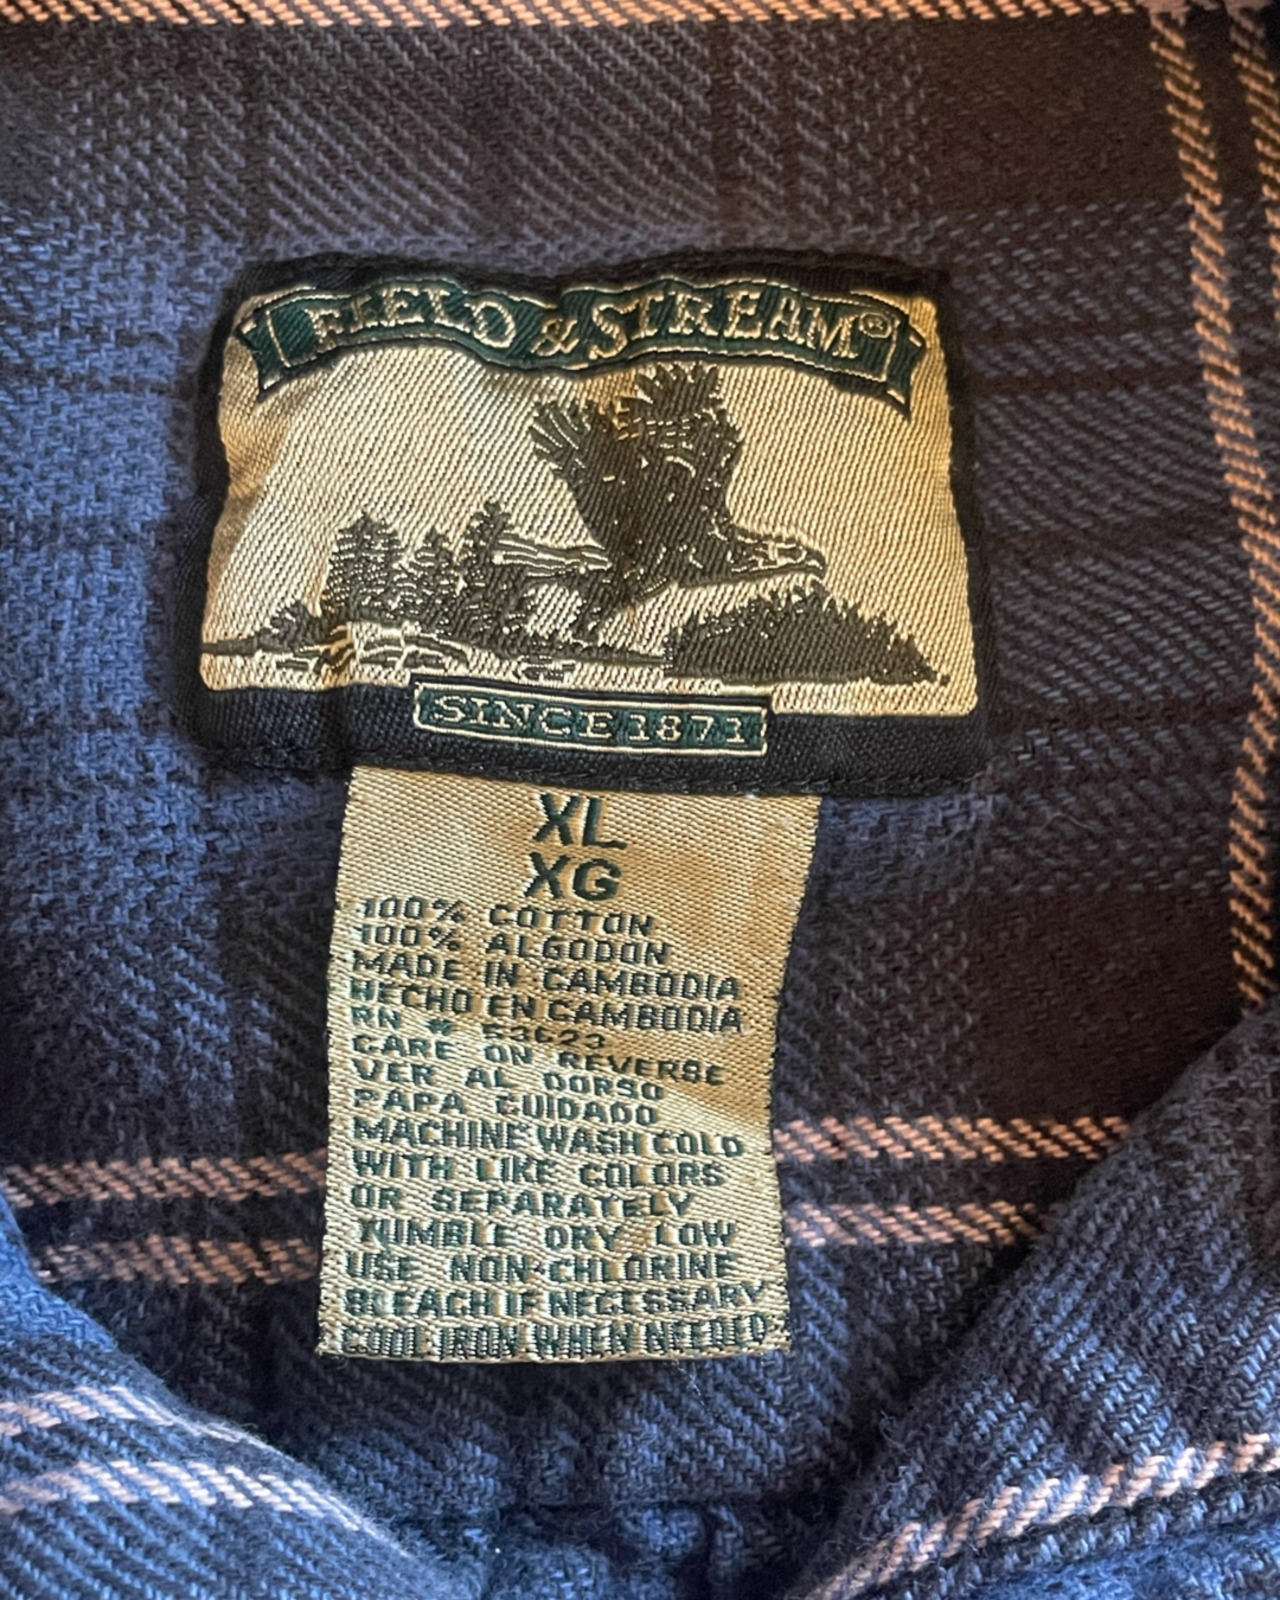 FIELD & STREAM®
SINCE 1871
XL
XG
100% COTTON
100% ALGODON
MADE IN CAMBODIA
HECHO EN CAMBODIA
RN # 53623
CARE ON REVERSE
VER AL DORSO
PAPA CUIDADO
MACHINE WASH COLD
WITH LIKE COLORS
OR SEPARATELY
TUMBLE DRY LOW
USE NON-CHLORINE
BLEACH IF NECESSARY
COOL IRON WHEN NEEDED